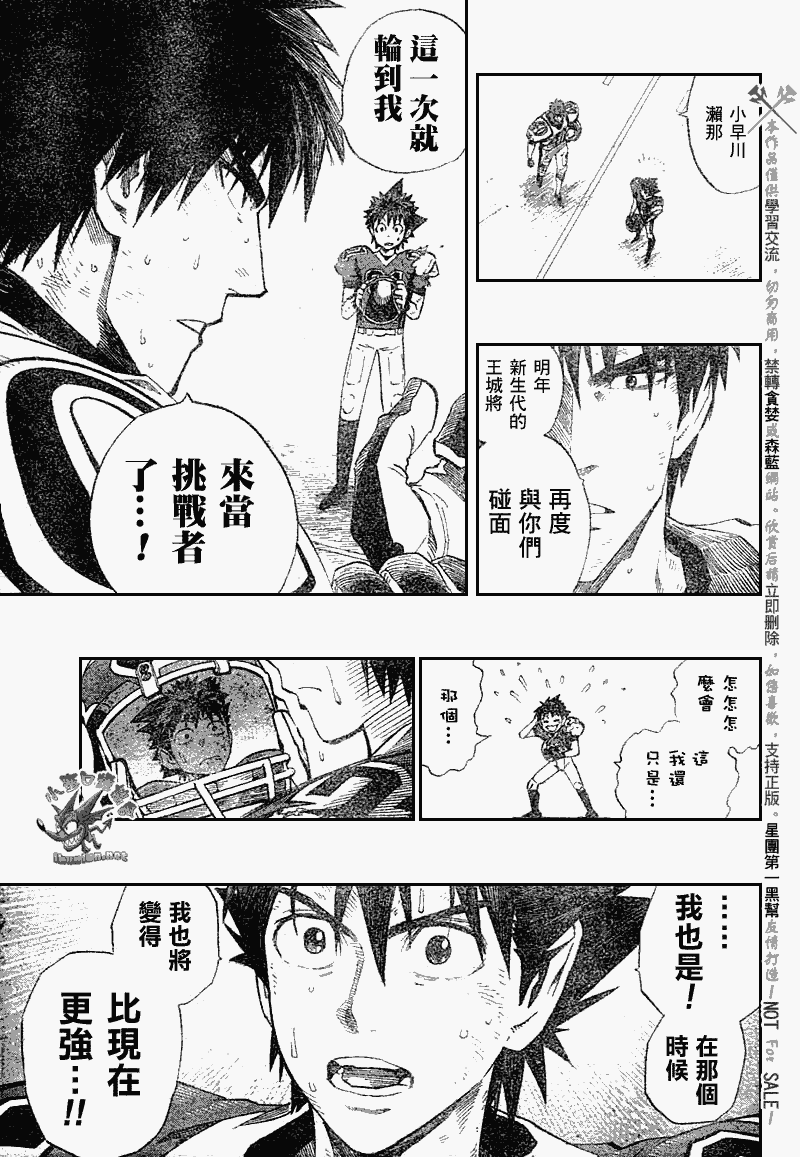 小早川
瀨那
明年
新生代的
王城將
再度
與你們
碰面
這一次就
輪到我
來當
挑戰者
了…！
怎怎怎
麼會
這
我還
只是…
那個…
……
我也是！
在那個
時候
我也將
變得
比現在
更強…!!
本作品僅供學習交流，勿勿商用，禁轉貪婪或森藍網站。欣賞后請立即刪除，如您喜歡，支持正版。星團第一黑幫友情打造！NOT For SALE！